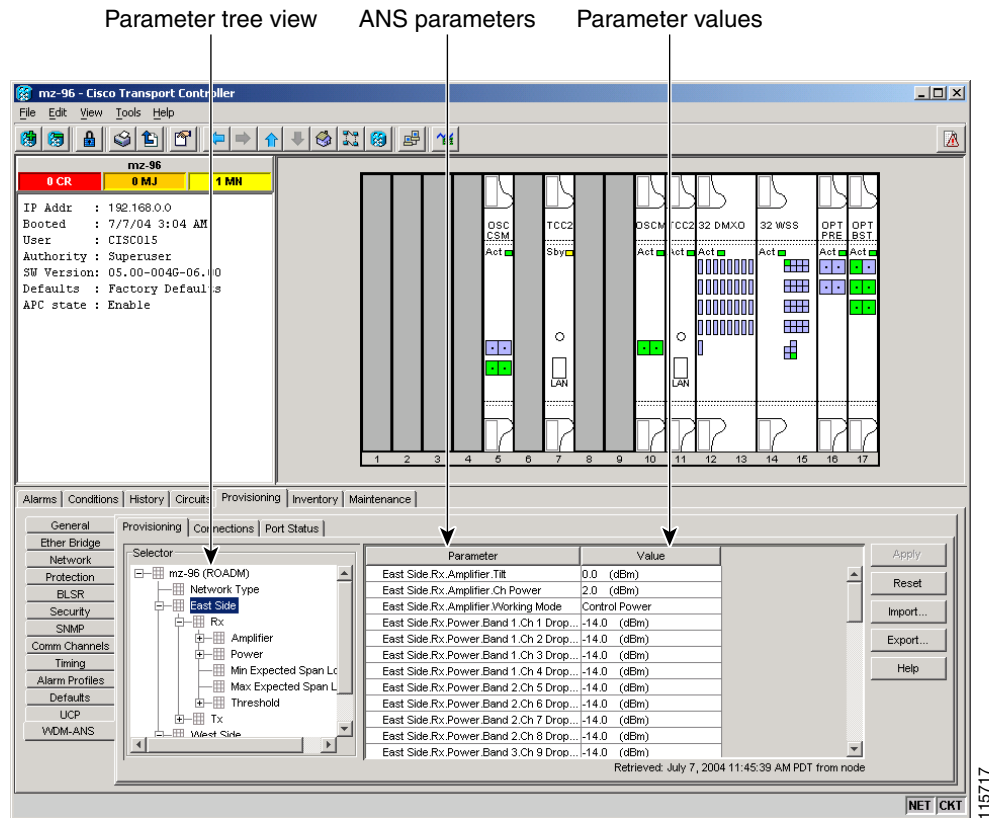 Parameter tree view
ANS parameters
Parameter values
mz-96 - Cisco Transport Controller
File Edit View Tools Help
mz-96
0 CR
0 MJ
1 MN
IP Addr : 192.168.0.0
Booted : 7/7/04 3:04 AM
User : CISCO15
Authority : Superuser
SW Version: 05.00-004G-06.00
Defaults : Factory Defaults
APC state : Enable
OSC CSM
TCC2
OSCM
TCC2
32 DMXO
32 WSS
OPT PRE
OPT BST
Act
Sby
Act
Act
Act
Act
Act
Act
LAN
LAN
1 2 3 4 5 6 7 8 9 10 11 12 13 14 15 16 17
Alarms Conditions History Circuits Provisioning Inventory Maintenance
General
Ether Bridge
Network
Protection
BLSR
Security
SNMP
Comm Channels
Timing
Alarm Profiles
Defaults
UCP
WDM-ANS
Provisioning Connections Port Status
Selector
mz-96 (ROADM)
Network Type
East Side
Rx
Amplifier
Power
Min Expected Span Lo
Max Expected Span L
Threshold
Tx
West Side
Parameter Value
East Side.Rx.Amplifier.Tilt 0.0 (dBm)
East Side.Rx.Amplifier.Ch Power 2.0 (dBm)
East Side.Rx.Amplifier.Working Mode Control Power
East Side.Rx.Power.Band 1.Ch 1 Drop... -14.0 (dBm)
East Side.Rx.Power.Band 1.Ch 2 Drop... -14.0 (dBm)
East Side.Rx.Power.Band 1.Ch 3 Drop... -14.0 (dBm)
East Side.Rx.Power.Band 1.Ch 4 Drop... -14.0 (dBm)
East Side.Rx.Power.Band 2.Ch 5 Drop... -14.0 (dBm)
East Side.Rx.Power.Band 2.Ch 6 Drop... -14.0 (dBm)
East Side.Rx.Power.Band 2.Ch 7 Drop... -14.0 (dBm)
East Side.Rx.Power.Band 2.Ch 8 Drop... -14.0 (dBm)
East Side.Rx.Power.Band 3.Ch 9 Drop... -14.0 (dBm)
Apply
Reset
Import...
Export...
Help
Retrieved: July 7, 2004 11:45:39 AM PDT from node
NET CKT
115717